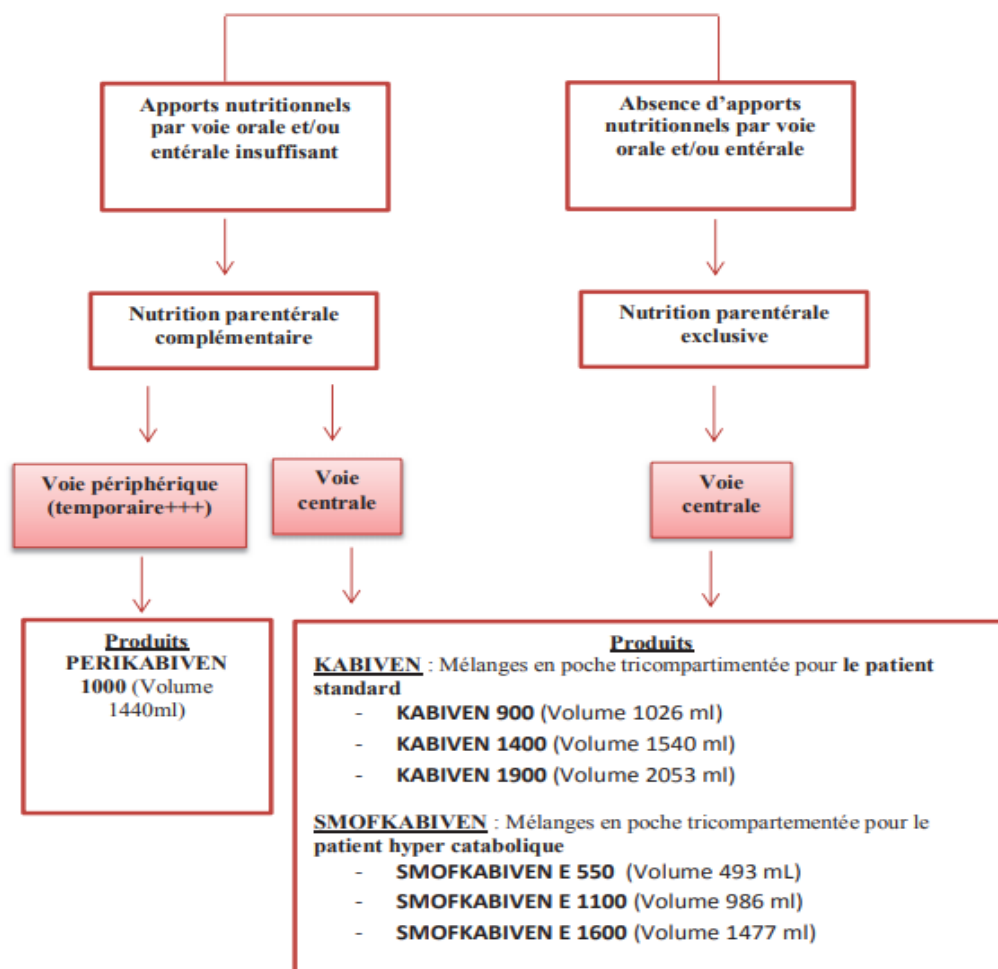 Apports nutritionnels
par voie orale et/ou
entérale insuffisant
Absence d'apports
nutritionnels par voie
orale et/ou entérale
Nutrition parentérale
complémentaire
Nutrition parentérale
exclusive
Voie périphérique
(temporaire+++)
Voie
centrale
Voie
centrale
Produits
PERIKABIVEN
1000 (Volume
1440ml)
Produits
KABIVEN : Mélanges en poche tricompartimentée pour le patient
standard
- KABIVEN 900 (Volume 1026 ml)
- KABIVEN 1400 (Volume 1540 ml)
- KABIVEN 1900 (Volume 2053 ml)
SMOFKABIVEN : Mélanges en poche tricompartementée pour le
patient hyper catabolique
- SMOFKABIVEN E 550 (Volume 493 mL)
- SMOFKABIVEN E 1100 (Volume 986 ml)
- SMOFKABIVEN E 1600 (Volume 1477 ml)